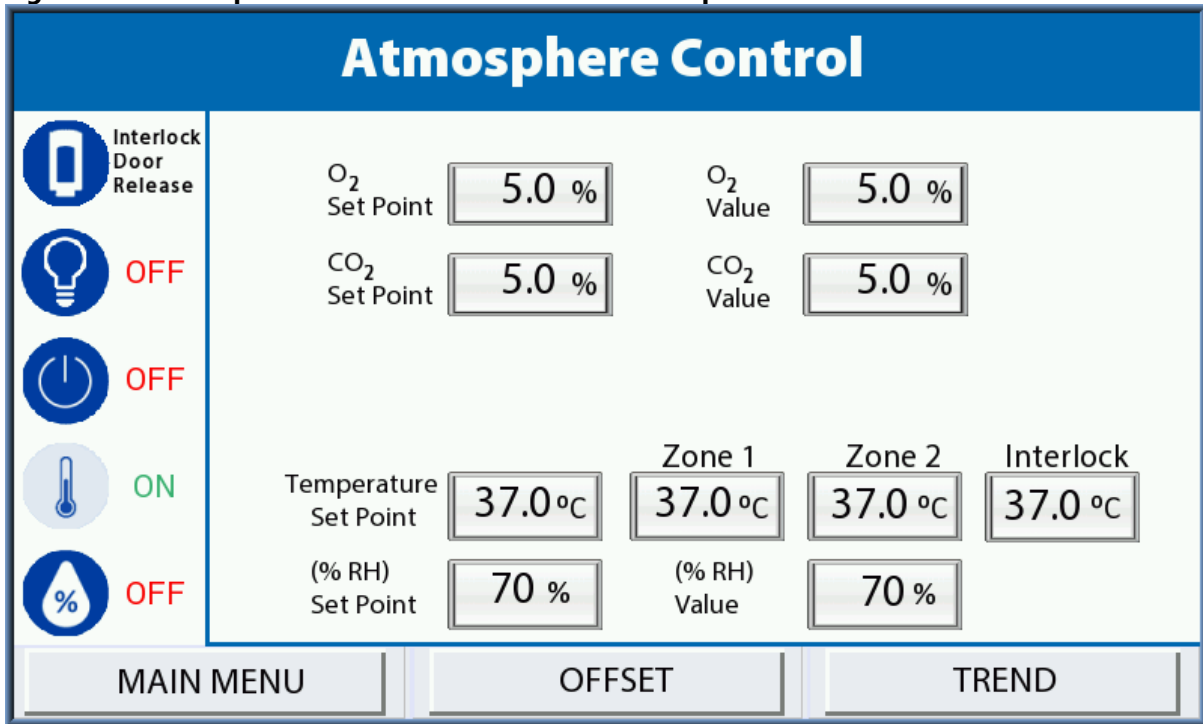 Atmosphere Control
Interlock
Door
Release
OFF
OFF
ON
OFF
O₂
Set Point
5.0 %
O₂
Value
5.0 %
CO₂
Set Point
5.0 %
CO₂
Value
5.0 %
Zone 1
Zone 2
Interlock
Temperature
Set Point
37.0 ºC
37.0 ºC
37.0 ºC
37.0 ºC
%
(% RH)
Set Point
70 %
(% RH)
Value
70 %
MAIN MENU
OFFSET
TREND